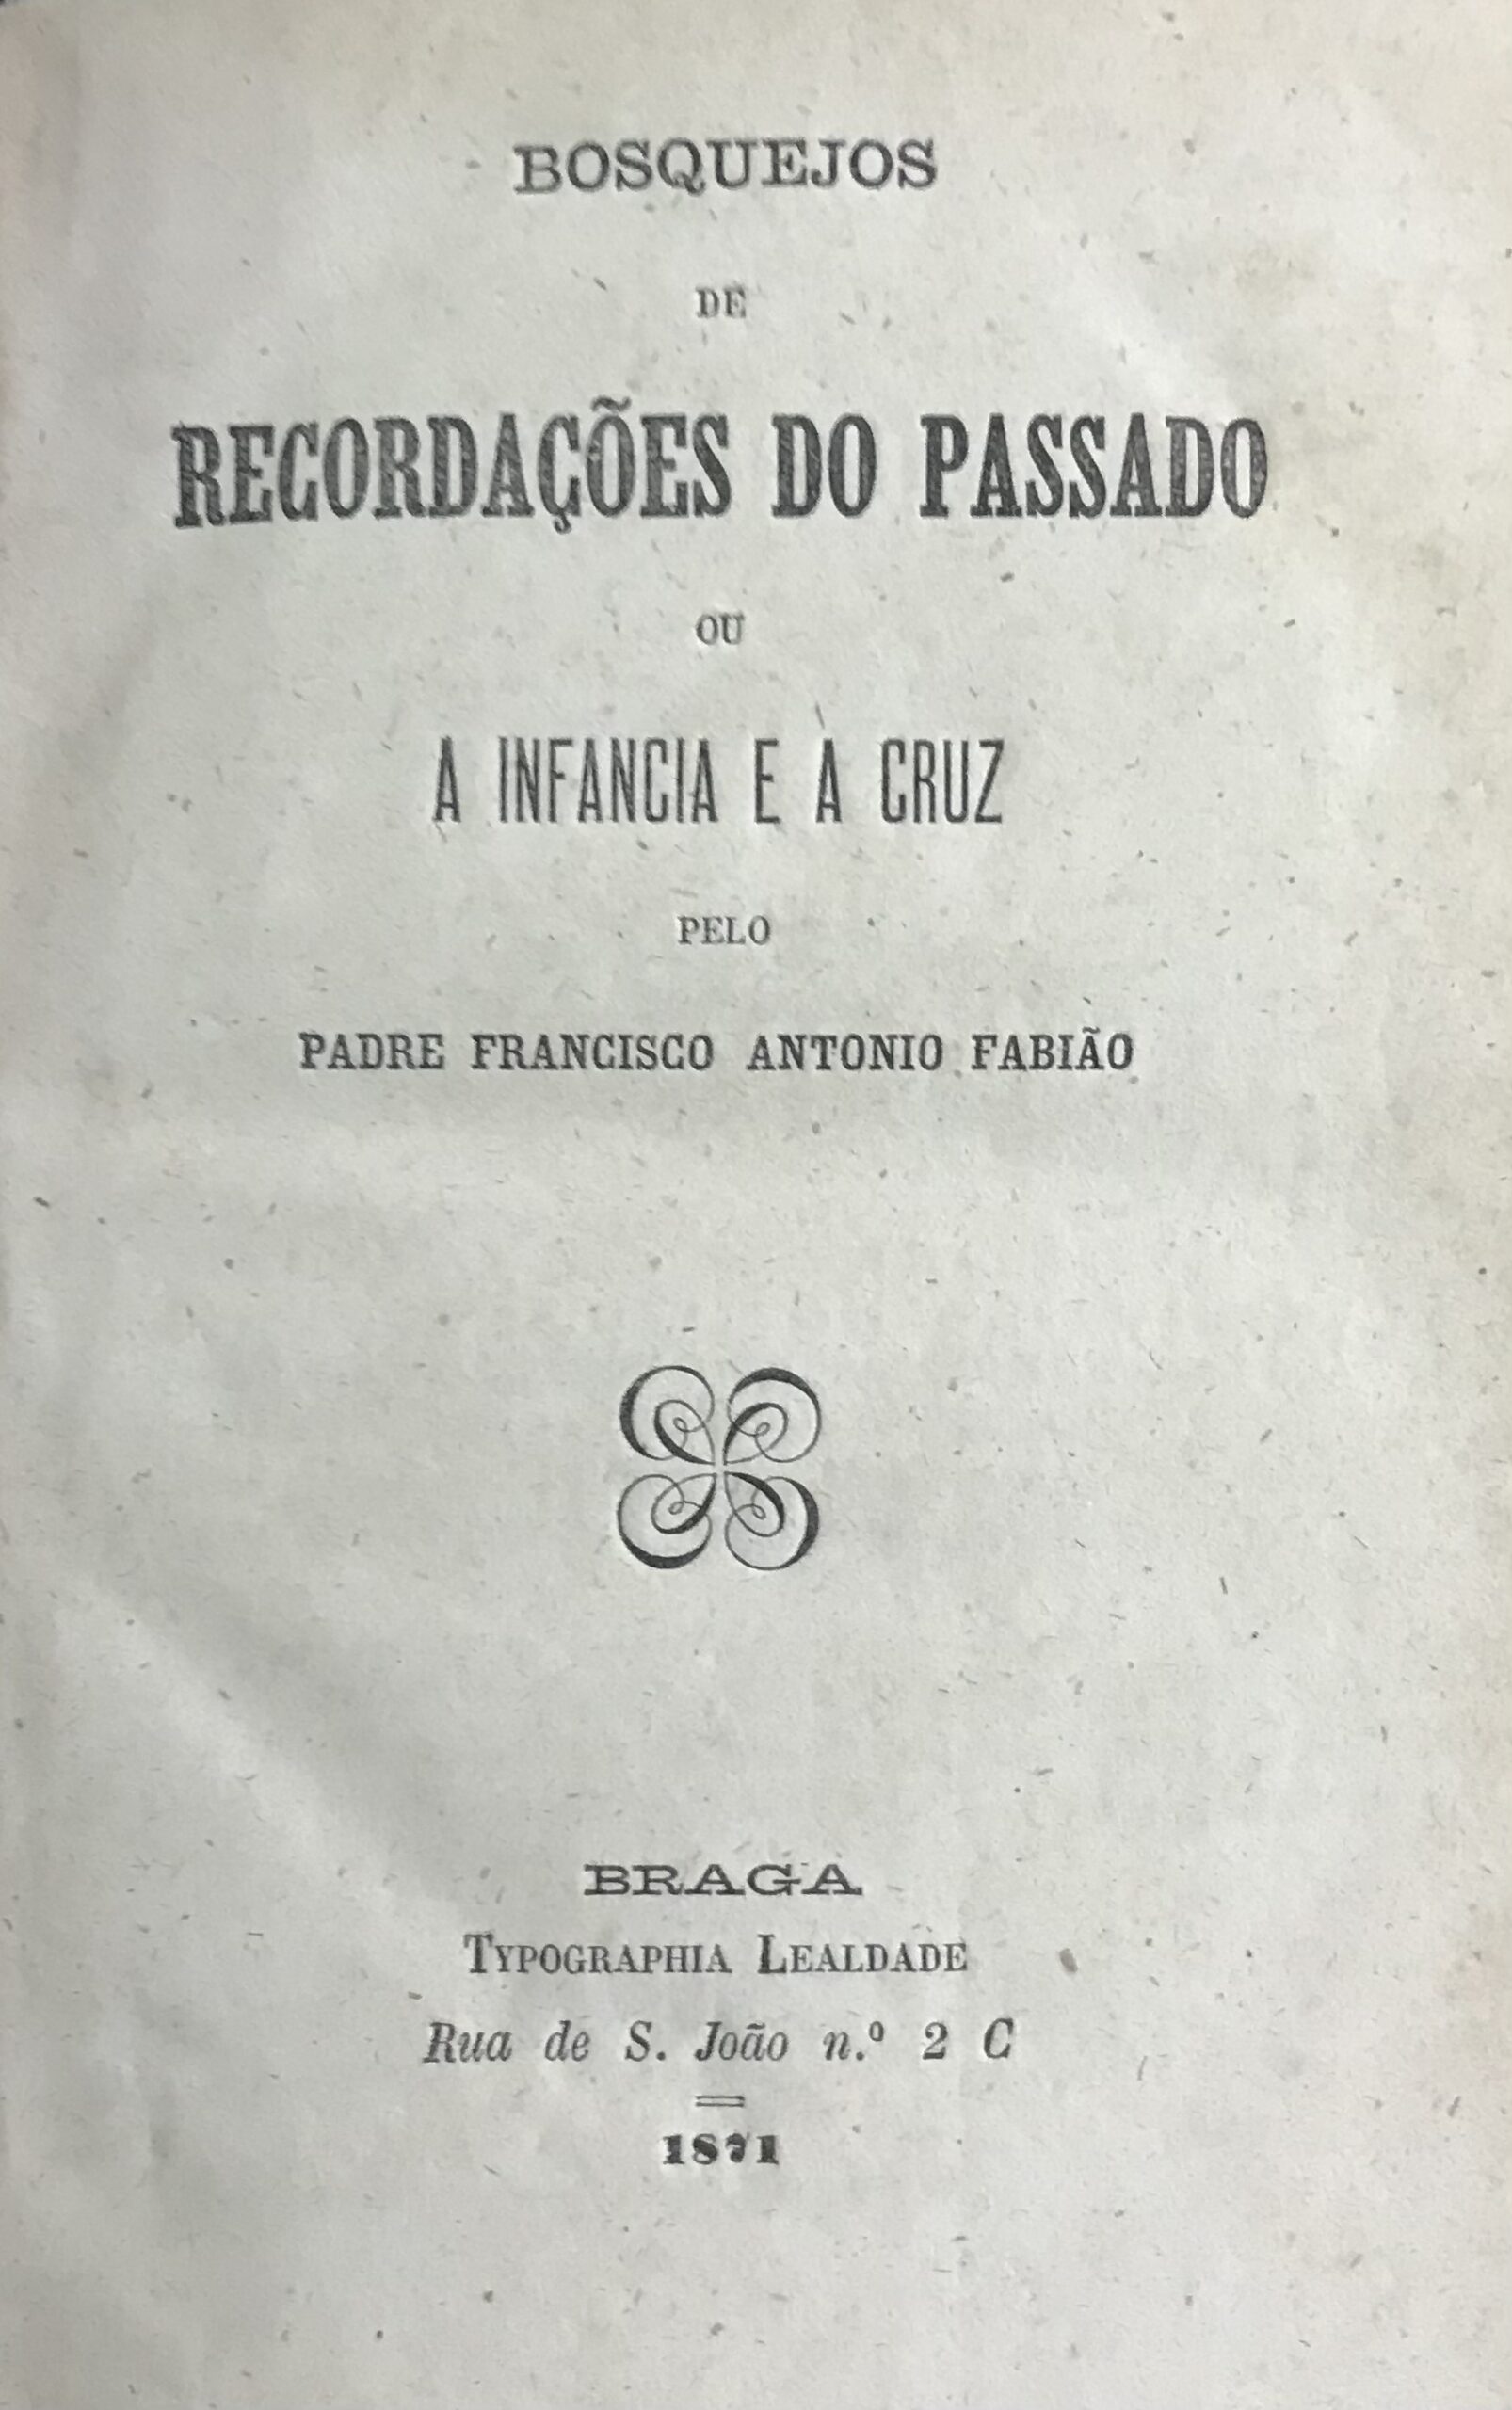 BOSQUEJOS
DE
RECORDAÇÕES DO PASSADO
OU
A INFANCIA E A CRUZ
PELO
PADRE FRANCISCO ANTONIO FABIÃO
BRAGA
TYPOGRAPHIA LEALDADE
Rua de S. João n.º 2 C
1871